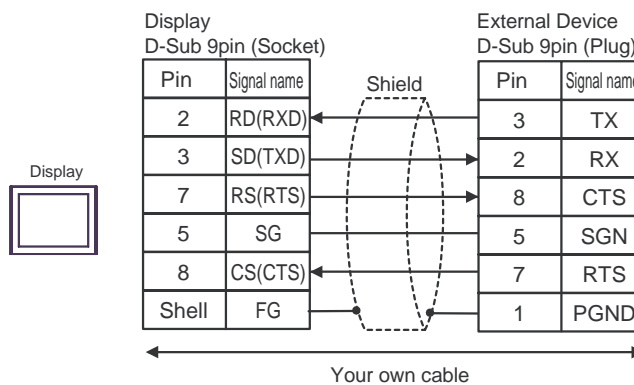 Display
D-Sub 9pin (Socket)
External Device
D-Sub 9pin (Plug)
Pin Signal name Shield Pin Signal name
2 RD(RXD) 3 TX
3 SD(TXD) 2 RX
Display
7 RS(RTS) 8 CTS
5 SG 5 SGN
8 CS(CTS) 7 RTS
Shell FG 1 PGND
Your own cable